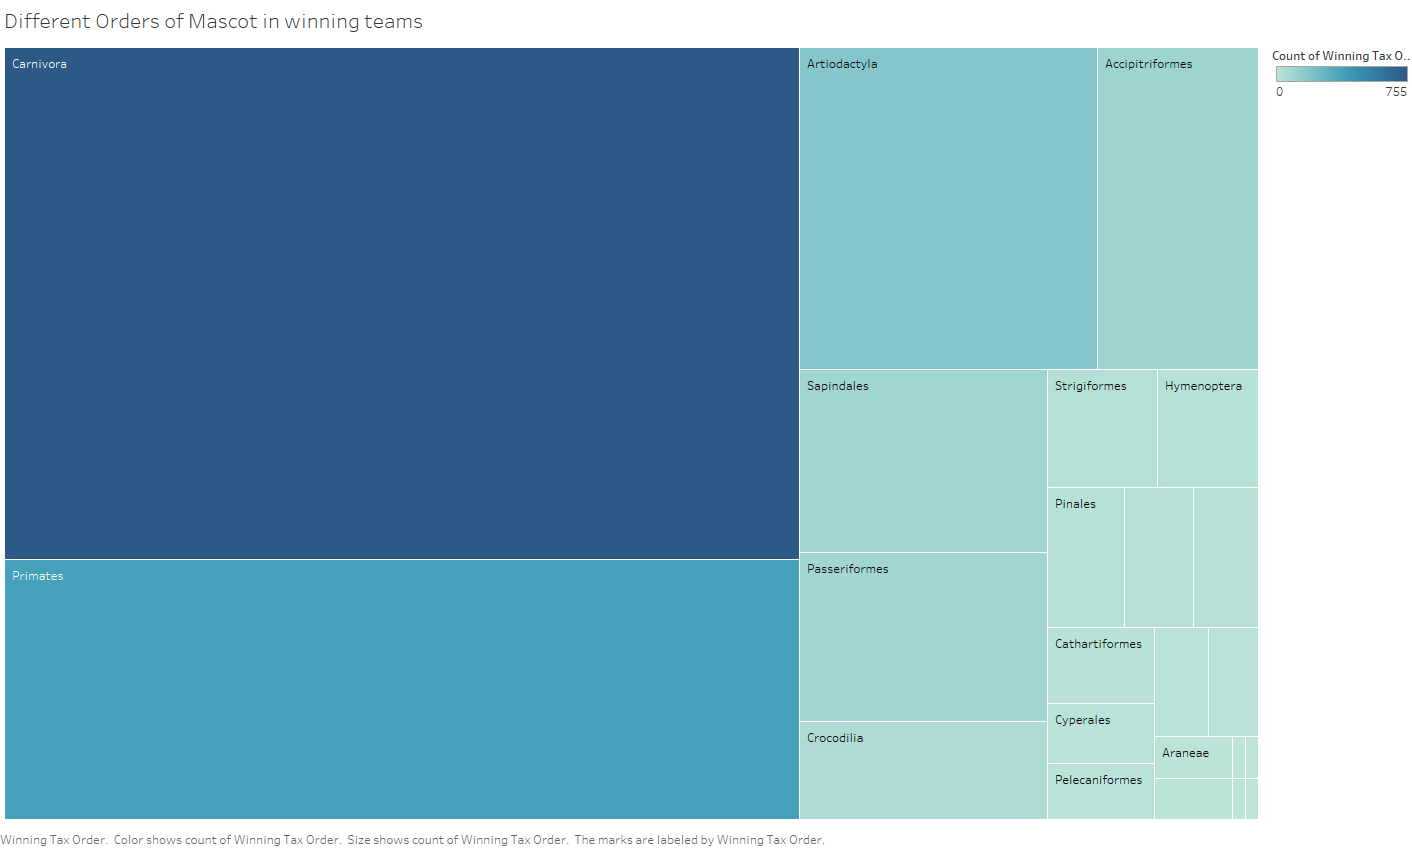 Different Orders of Mascot in winning teams
Carnivora
Artiodactyla
Accipitriformes
Count of Winning Tax O..
0
755
Sapindales
Strigiformes
Hymenoptera
Pinales
Passeriformes
Primates
Cathartiformes
Cyperales
Crocodilia
Araneae
Pelecaniformes
Winning Tax Order.  Color shows count of Winning Tax Order.  Size shows count of Winning Tax Order.  The marks are labeled by Winning Tax Order.